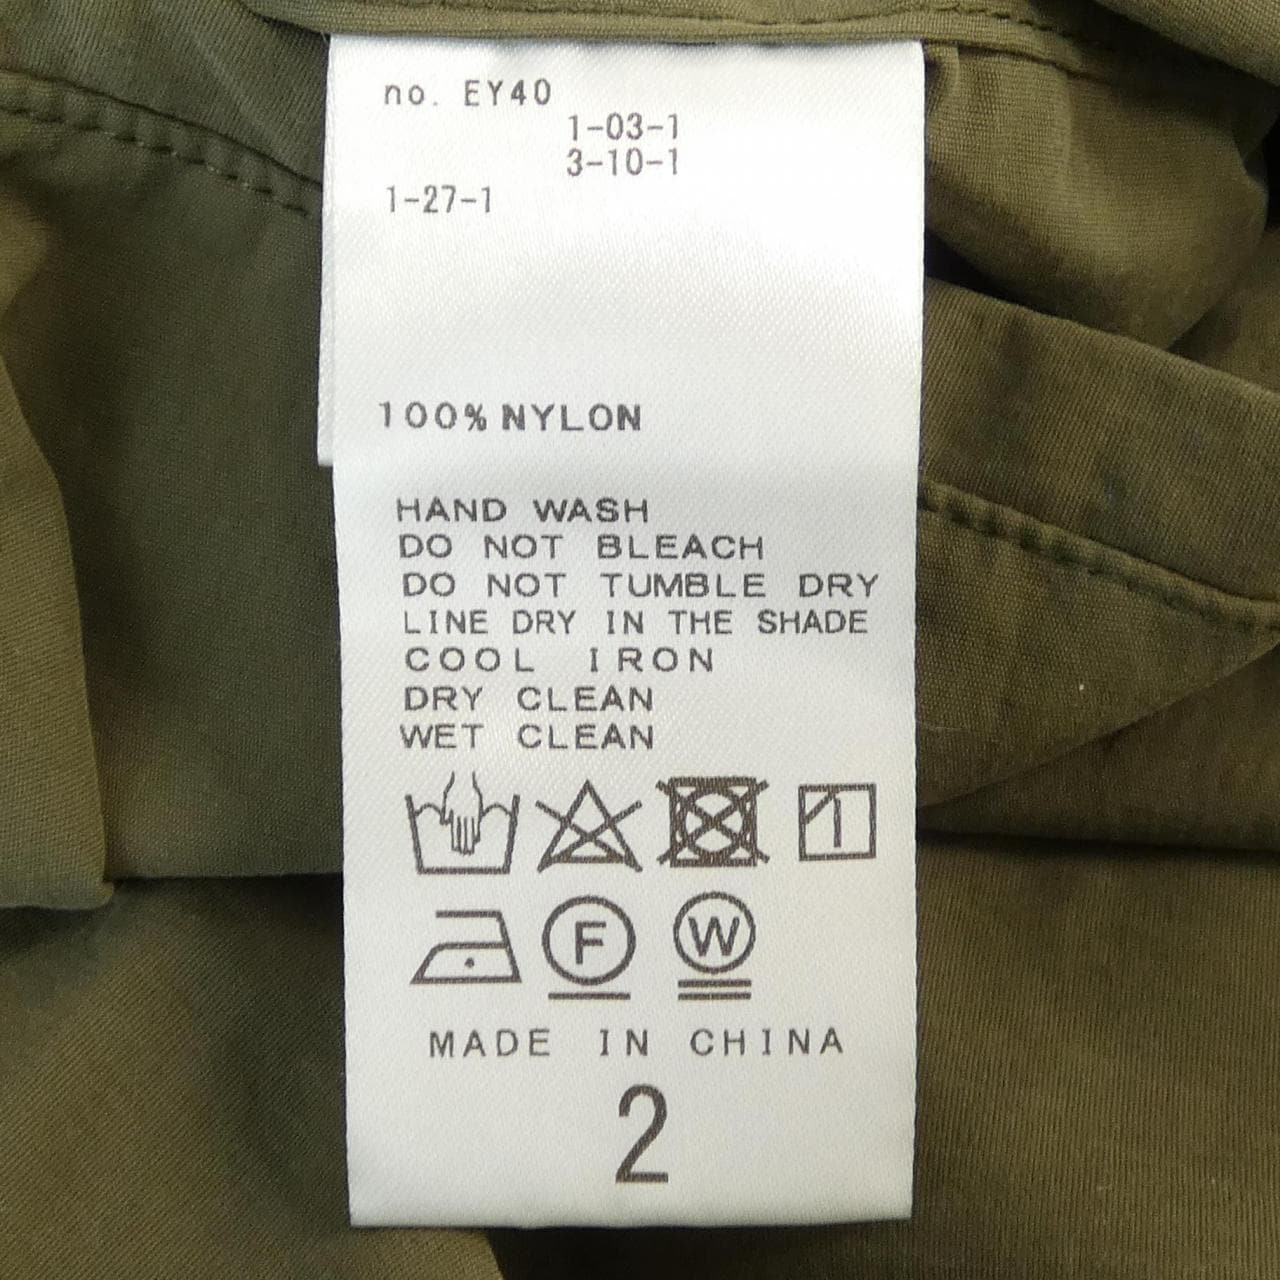 no. EY40
1-03-1
3-10-1
1-27-1
100% NYLON
HAND WASH
DO NOT BLEACH
DO NOT TUMBLE DRY
LINE DRY IN THE SHADE
COOL IRON
DRY CLEAN
WET CLEAN
F W
MADE IN CHINA
2